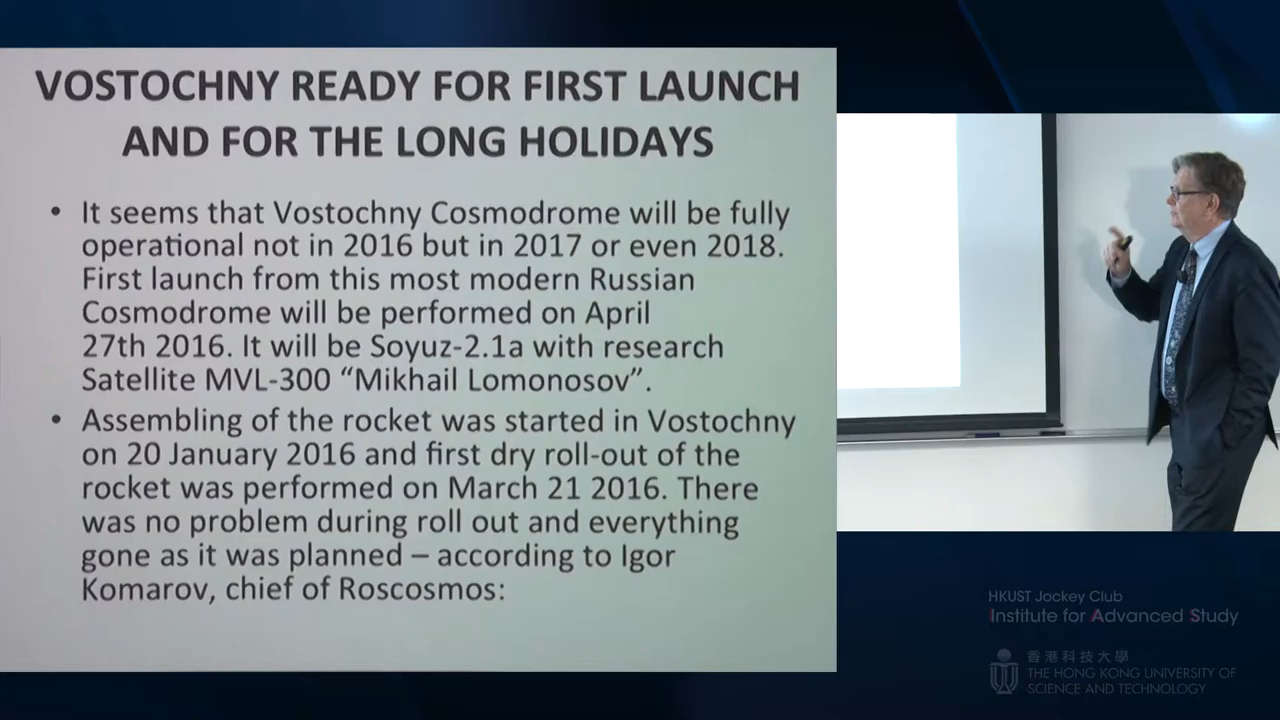 VOSTOCHNY READY FOR FIRST LAUNCH
AND FOR THE LONG HOLIDAYS
• It seems that Vostochny Cosmodrome will be fully
operational not in 2016 but in 2017 or even 2018.
First launch from this most modern Russian
Cosmodrome will be performed on April
27th 2016. It will be Soyuz-2.1a with research
Satellite MVL-300 “Mikhail Lomonosov”.
• Assembling of the rocket was started in Vostochny
on 20 January 2016 and first dry roll-out of the
rocket was performed on March 21 2016. There
was no problem during roll out and everything
gone as it was planned – according to Igor
Komarov, chief of Roscosmos:
HKUST Jockey Club
Institute for Advanced Study
香港科技大學
THE HONG KONG UNIVERSITY OF
SCIENCE AND TECHNOLOGY